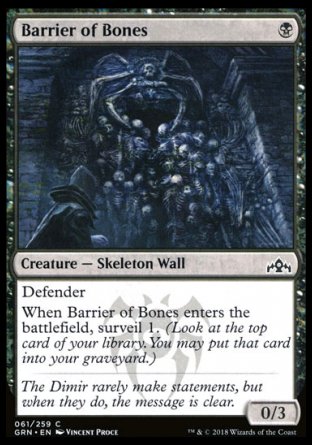 Barrier of Bones
Creature — Skeleton Wall
Defender
When Barrier of Bones enters the
battlefield, surveil 1. (Look at the top
card of your library. You may put that card
into your graveyard.)
The Dimir rarely make statements, but
when they do, the message is clear.
0/3
061/259 C
GRN • EN VINCENT PROCE
™ & © 2018 Wizards of the Coast